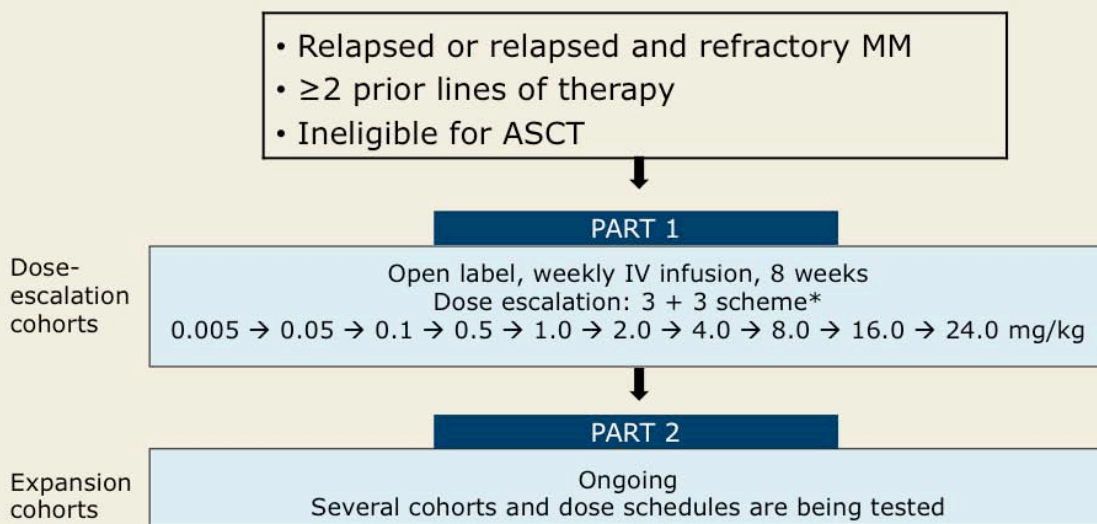 • Relapsed or relapsed and refractory MM
• ≥2 prior lines of therapy
• Ineligible for ASCT
PART 1
Dose-
escalation
cohorts
Open label, weekly IV infusion, 8 weeks
Dose escalation: 3 + 3 scheme*
0.005 → 0.05 → 0.1 → 0.5 → 1.0 → 2.0 → 4.0 → 8.0 → 16.0 → 24.0 mg/kg
PART 2
Expansion
cohorts
Ongoing
Several cohorts and dose schedules are being tested